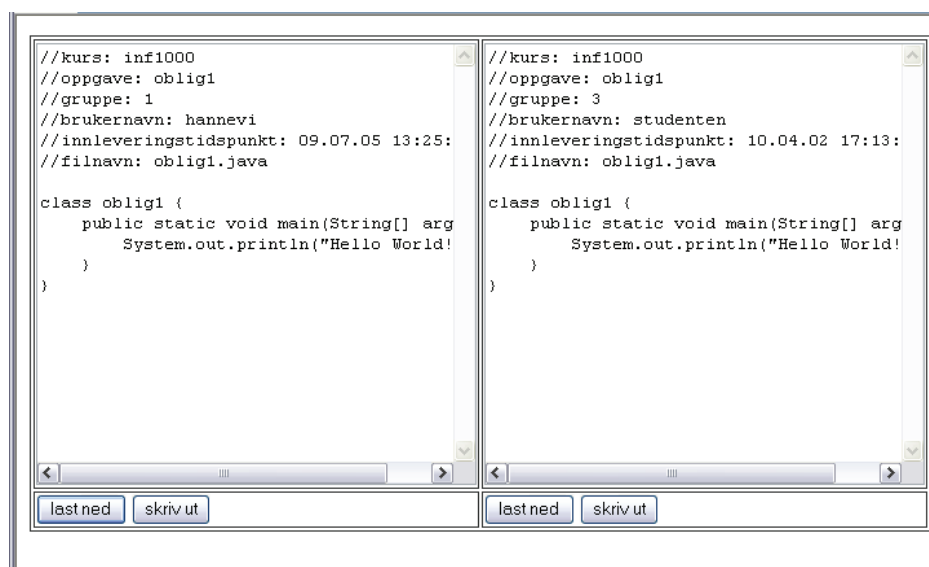 //kurs: inf1000
//oppgave: oblig1
//gruppe: 1
//brukernavn: hannevi
//innleveringstidspunkt: 09.07.05 13:25:
//filnavn: oblig1.java
class oblig1 {
public static void main(String[] arg
System.out.println("Hello World!
}
}
last ned
skriv ut
//kurs: inf1000
//oppgave: oblig1
//gruppe: 3
//brukernavn: studenten
//innleveringstidspunkt: 10.04.02 17:13:
//filnavn: oblig1.java
class oblig1 {
public static void main(String[] arg
System.out.println("Hello World!
}
}
last ned
skriv ut